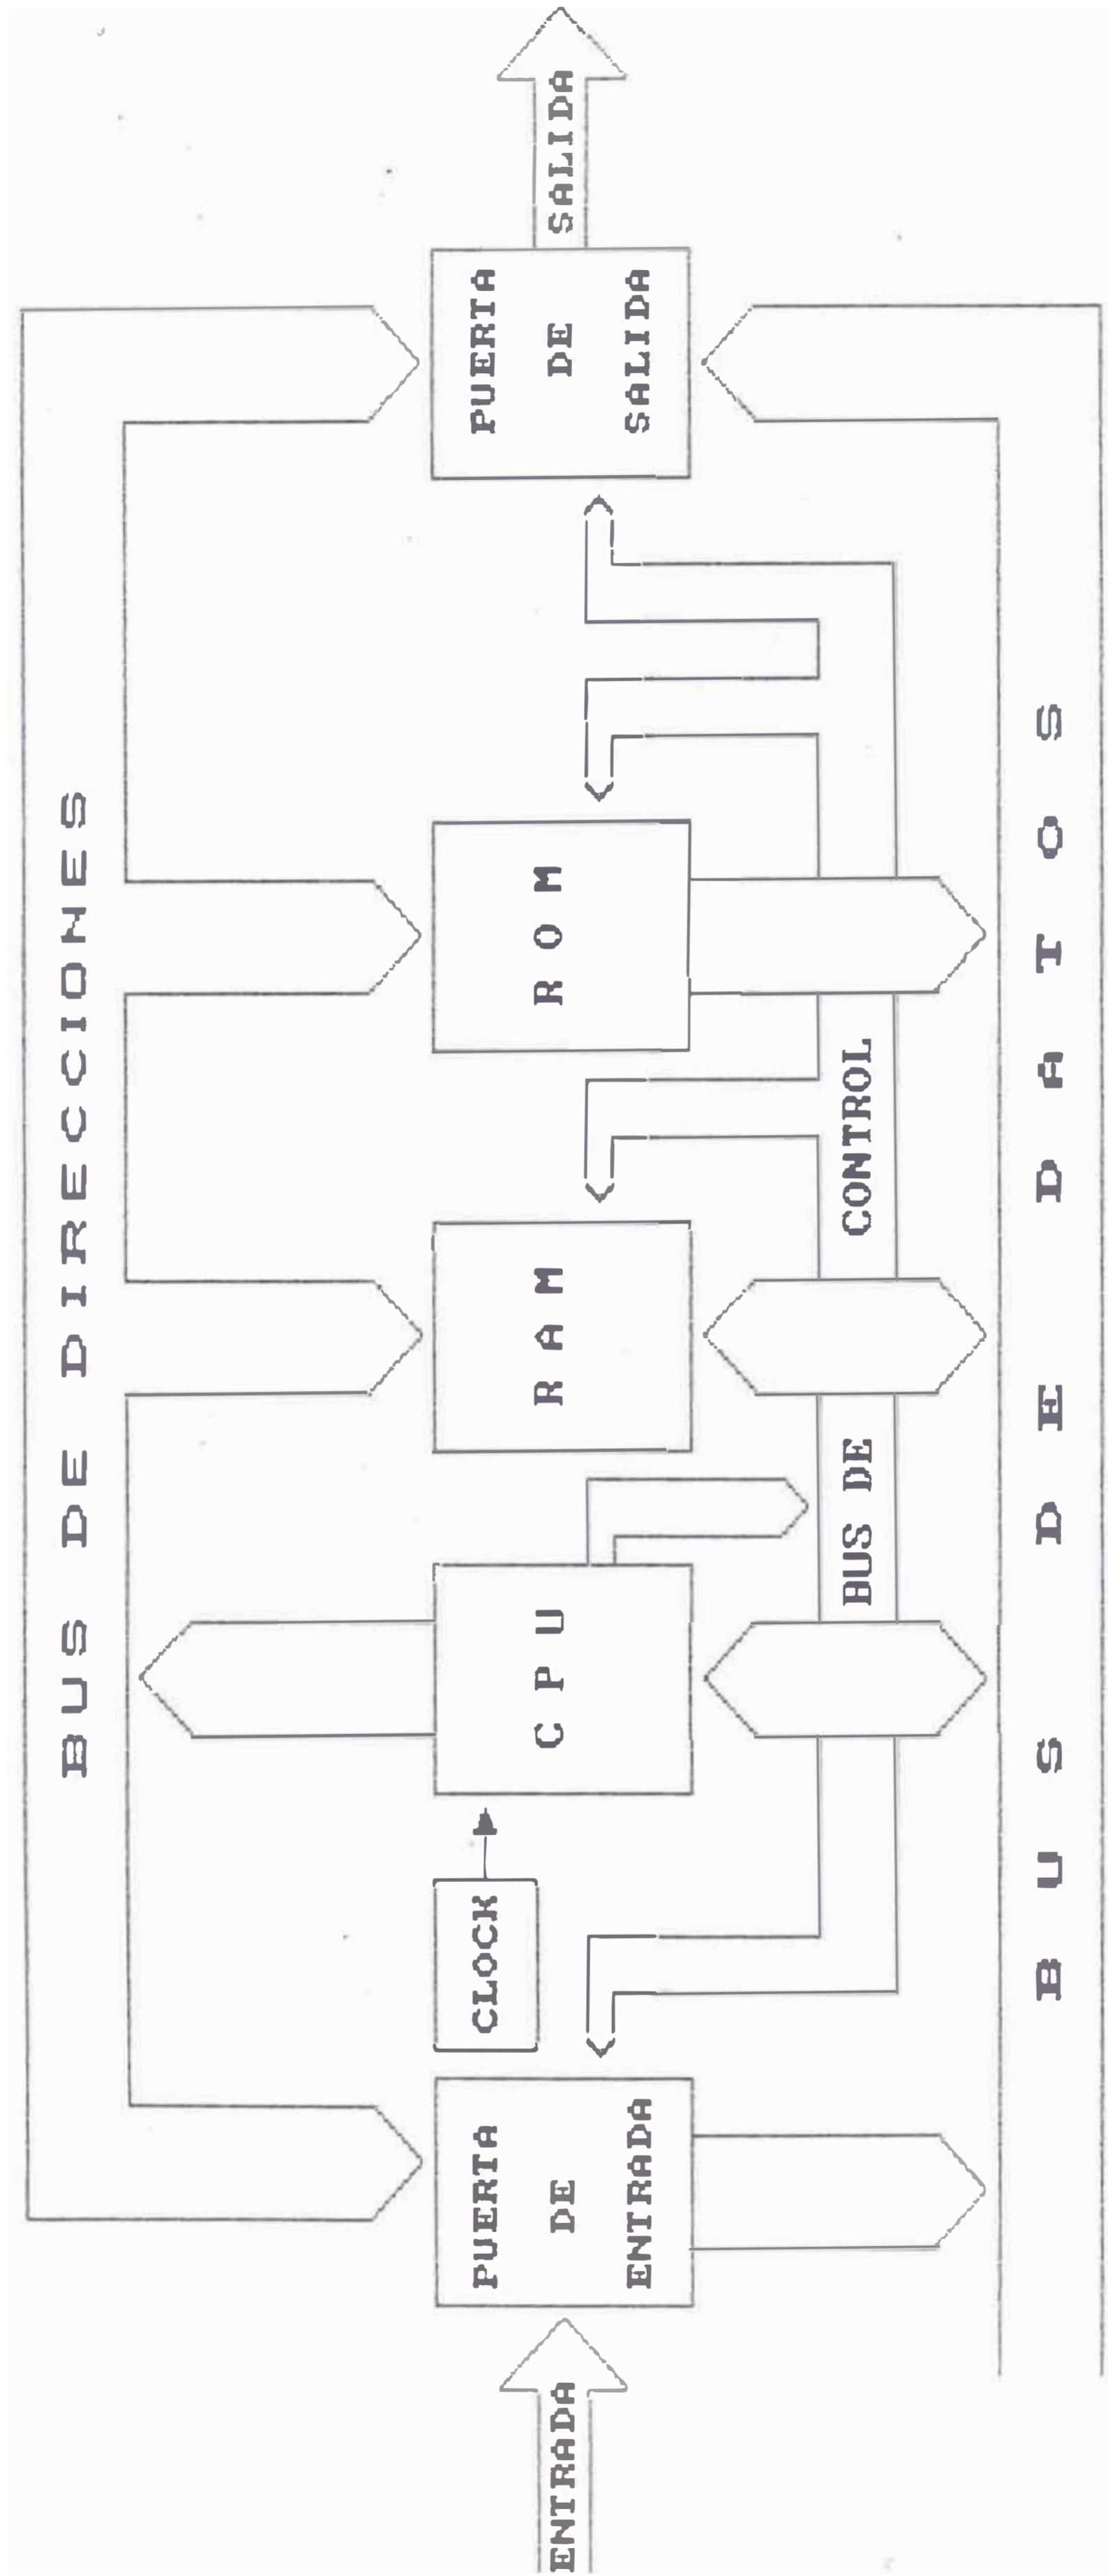 BUS DE DIRECCIONES
ENTRADA
PUERTA
DE
ENTRADA
CLOCK
CPU
RAM
ROM
PUERTA
DE
SALIDA
SALIDA
BUS DE CONTROL
BUS DE DATOS